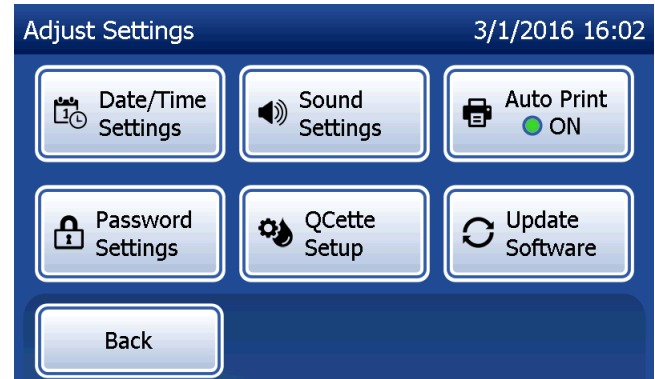 Adjust Settings 3/1/2016 16:02
Date/Time
Settings
Sound
Settings
Auto Print
ON
Password
Settings
QCette
Setup
Update
Software
Back